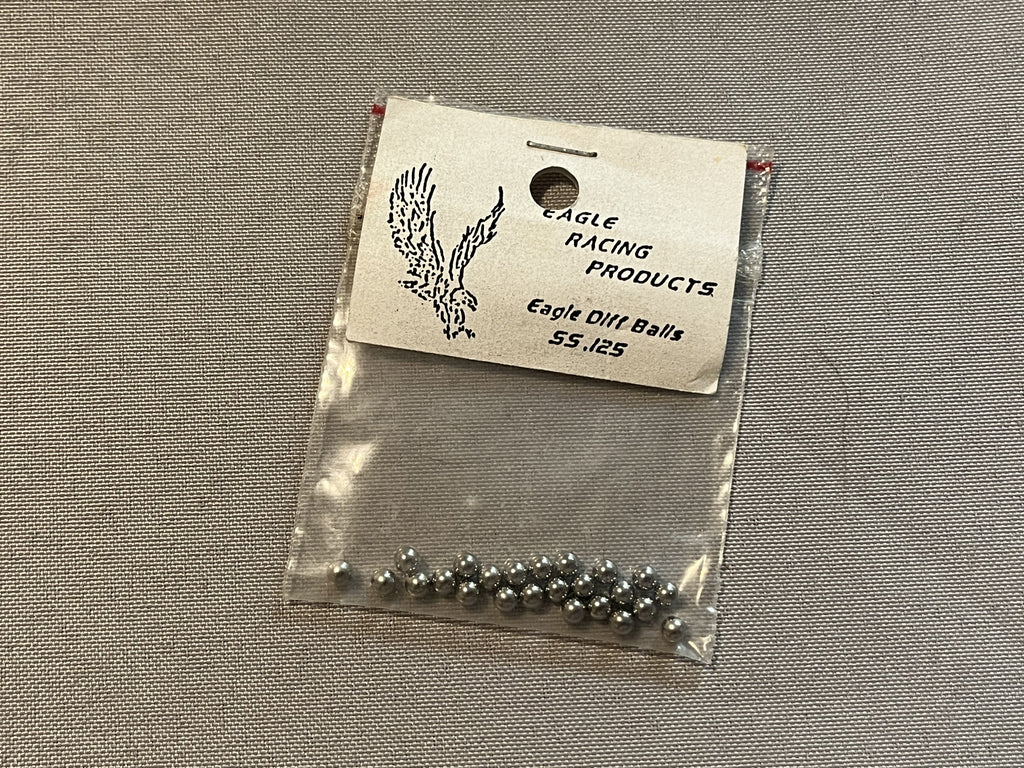 EAGLE
RACING
PRODUCTS
Eagle Diff Balls
SS .125